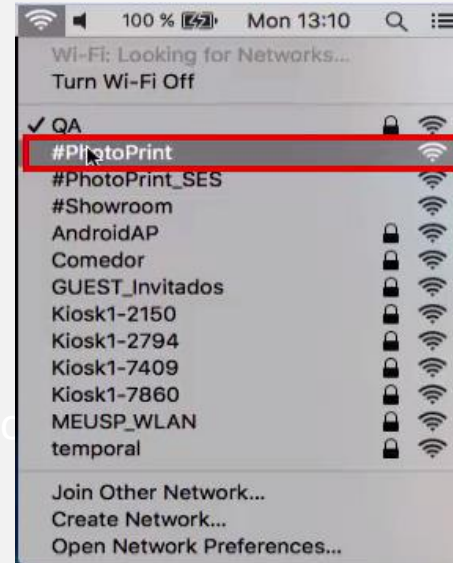 100 % Mon 13:10
Wi-Fi: Looking for Networks...
Turn Wi-Fi Off
✓ QA
#PhotoPrint
#PhotoPrint_SES
#Showroom
AndroidAP
Comedor
GUEST_Invitados
Kiosk1-2150
Kiosk1-2794
Kiosk1-7409
Kiosk1-7860
MEUSP_WLAN
temporal
Join Other Network...
Create Network...
Open Network Preferences...